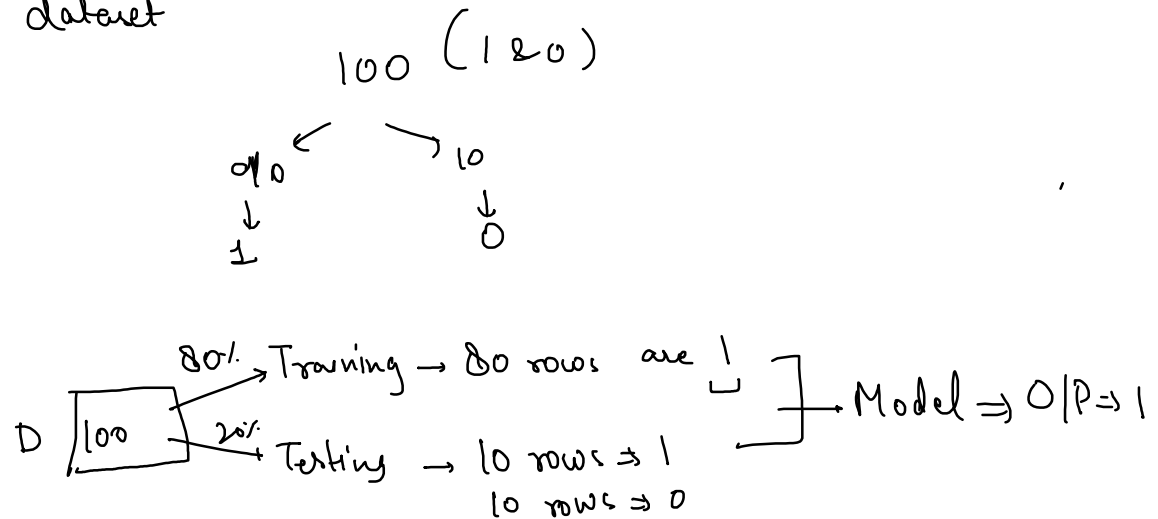 dataset
100 (1 & 0)
90 10
1 0
80% Training → 80 rows are 1
D 100 Model ⇒ O/P ⇒ 1
20% Testing → 10 rows ⇒ 1
10 rows ⇒ 0